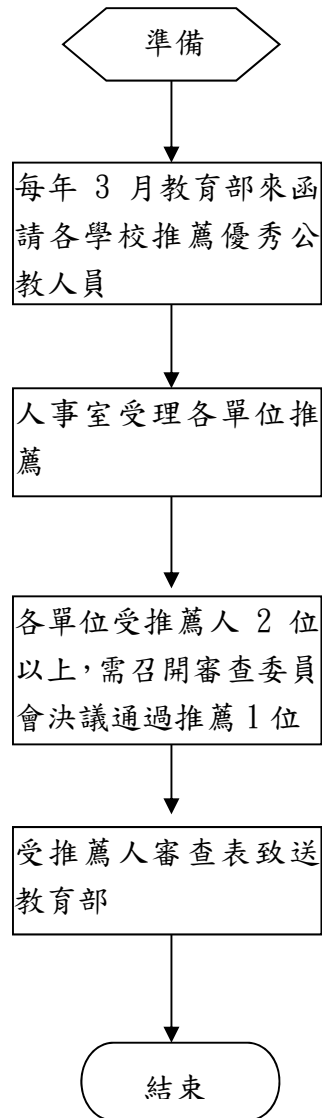 準備
每年 3 月教育部來函
請各學校推薦優秀公
教人員
人事室受理各單位推
薦
各單位受推薦人 2 位
以上,需召開審查委員
會決議通過推薦 1 位
受推薦人審查表致送
教育部
結束